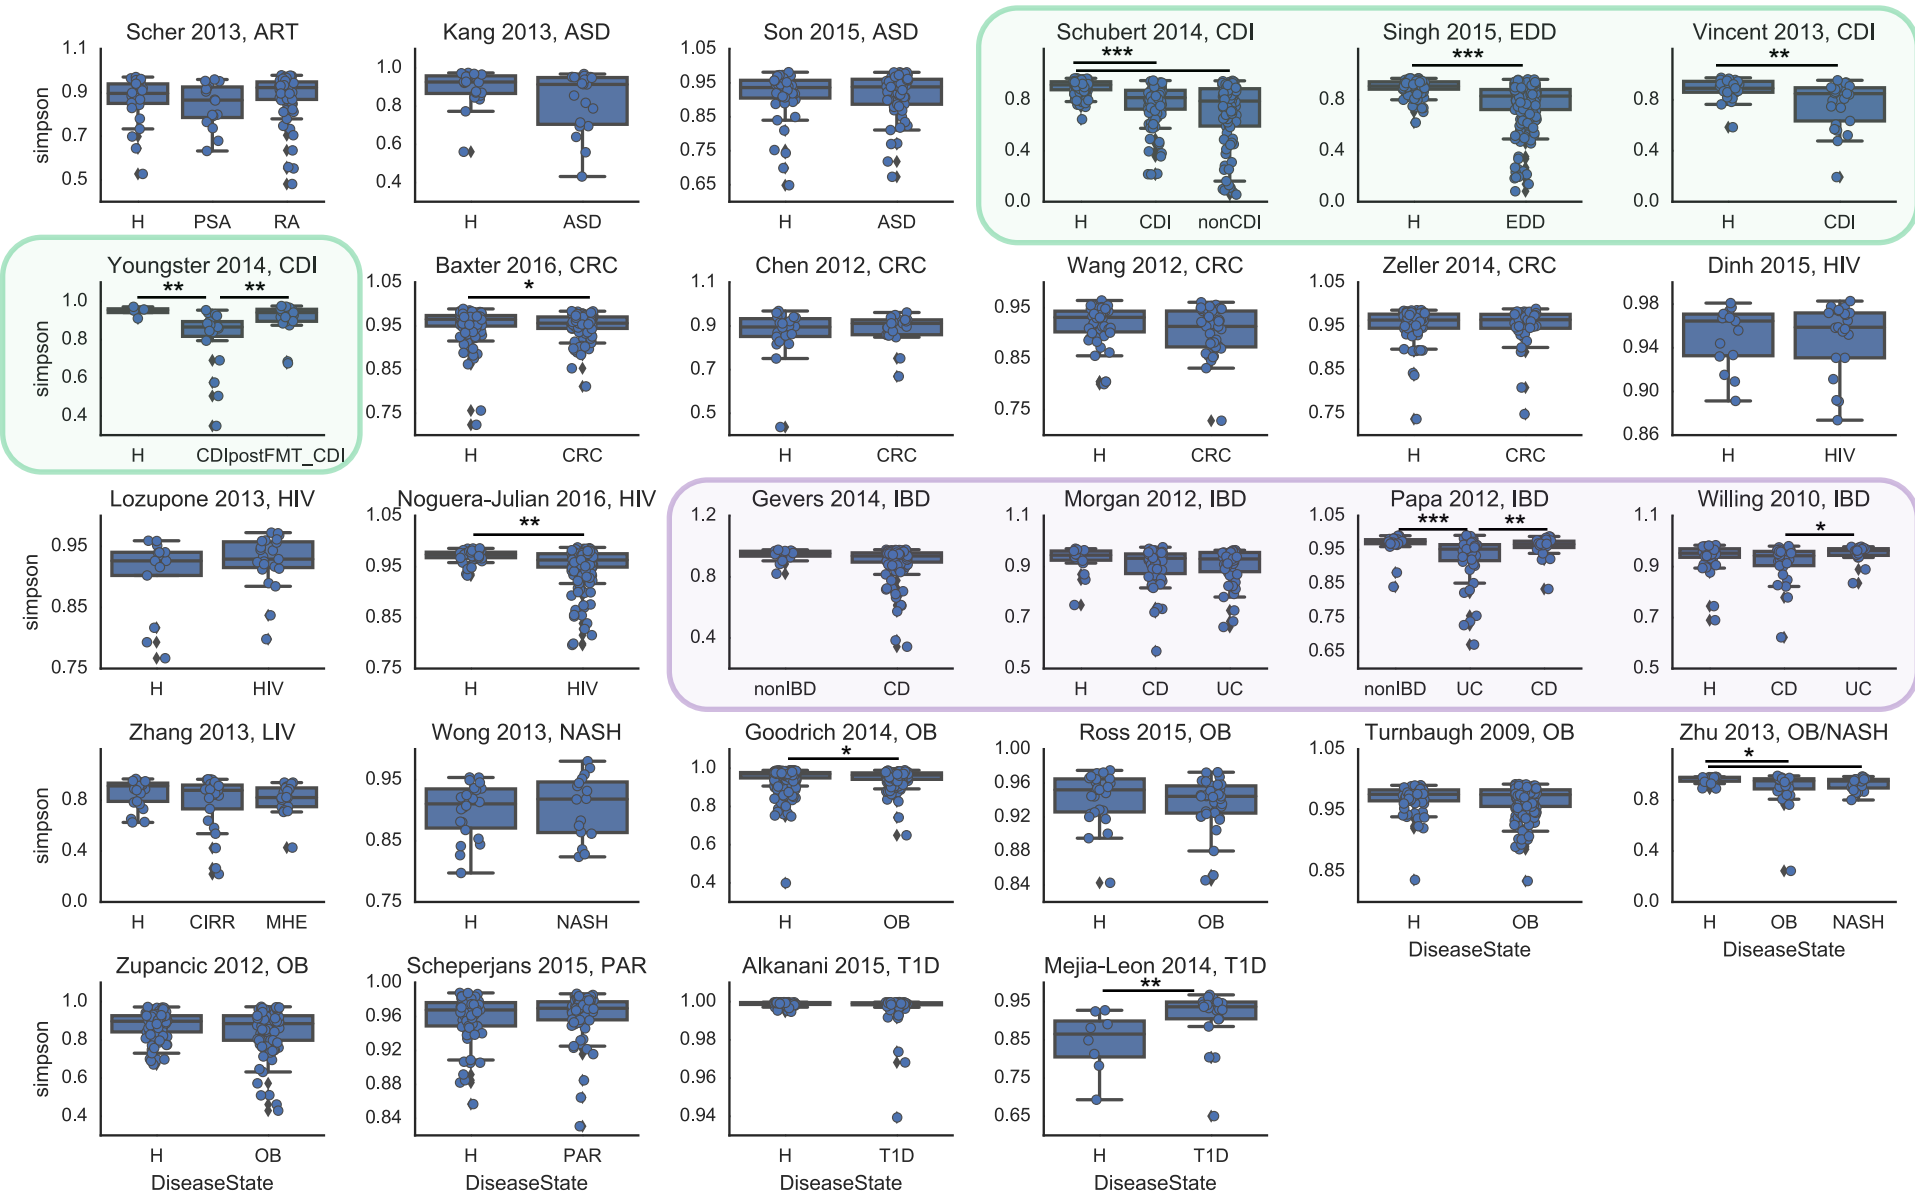 Scher 2013, ART
simpson
1.1
0.9
0.7
0.5
H PSA RA
Kang 2013, ASD
1.0
0.8
0.6
0.4
H ASD
Son 2015, ASD
1.05
0.95
0.85
0.75
0.65
H ASD
Schubert 2014, CDI
***
0.8
0.4
0.0
H CDI nonCDI
Singh 2015, EDD
***
0.8
0.4
0.0
H EDD
Vincent 2013, CDI
**
0.8
0.4
0.0
H CDI
Youngster 2014, CDI
** **
simpson
1.0
0.8
0.6
0.4
H CDIpostFMT_CDI
Baxter 2016, CRC
*
1.05
0.95
0.85
0.75
H CRC
Chen 2012, CRC
1.1
0.9
0.7
0.5
H CRC
Wang 2012, CRC
0.95
0.85
0.75
H CRC
Zeller 2014, CRC
1.05
0.95
0.85
0.75
H CRC
Dinh 2015, HIV
0.98
0.94
0.90
0.86
H HIV
Lozupone 2013, HIV
simpson
0.95
0.85
0.75
H HIV
Noguera-Julian 2016, HIV
**
1.05
0.95
0.85
0.75
H HIV
Gevers 2014, IBD
1.2
0.8
0.4
nonIBD CD
Morgan 2012, IBD
1.1
0.9
0.7
0.5
H CD UC
Papa 2012, IBD
*** **
1.05
0.95
0.85
0.75
0.65
nonIBD UC CD
Willing 2010, IBD
*
1.1
0.9
0.7
0.5
H CD UC
Zhang 2013, LIV
simpson
0.8
0.4
0.0
H CIRR MHE
Wong 2013, NASH
0.95
0.85
0.75
H NASH
Goodrich 2014, OB
*
1.0
0.8
0.6
0.4
H OB
Ross 2015, OB
1.00
0.96
0.92
0.88
0.84
H OB
Turnbaugh 2009, OB
1.05
0.95
0.85
H OB
DiseaseState
Zhu 2013, OB/NASH
*
0.8
0.4
0.0
H OB NASH
DiseaseState
Zupancic 2012, OB
simpson
1.0
0.8
0.6
0.4
H OB
DiseaseState
Scheperjans 2015, PAR
1.00
0.96
0.92
0.88
0.84
H PAR
DiseaseState
Alkanani 2015, T1D
1.00
0.98
0.96
0.94
H T1D
DiseaseState
Mejia-Leon 2014, T1D
**
0.95
0.85
0.75
0.65
H T1D
DiseaseState